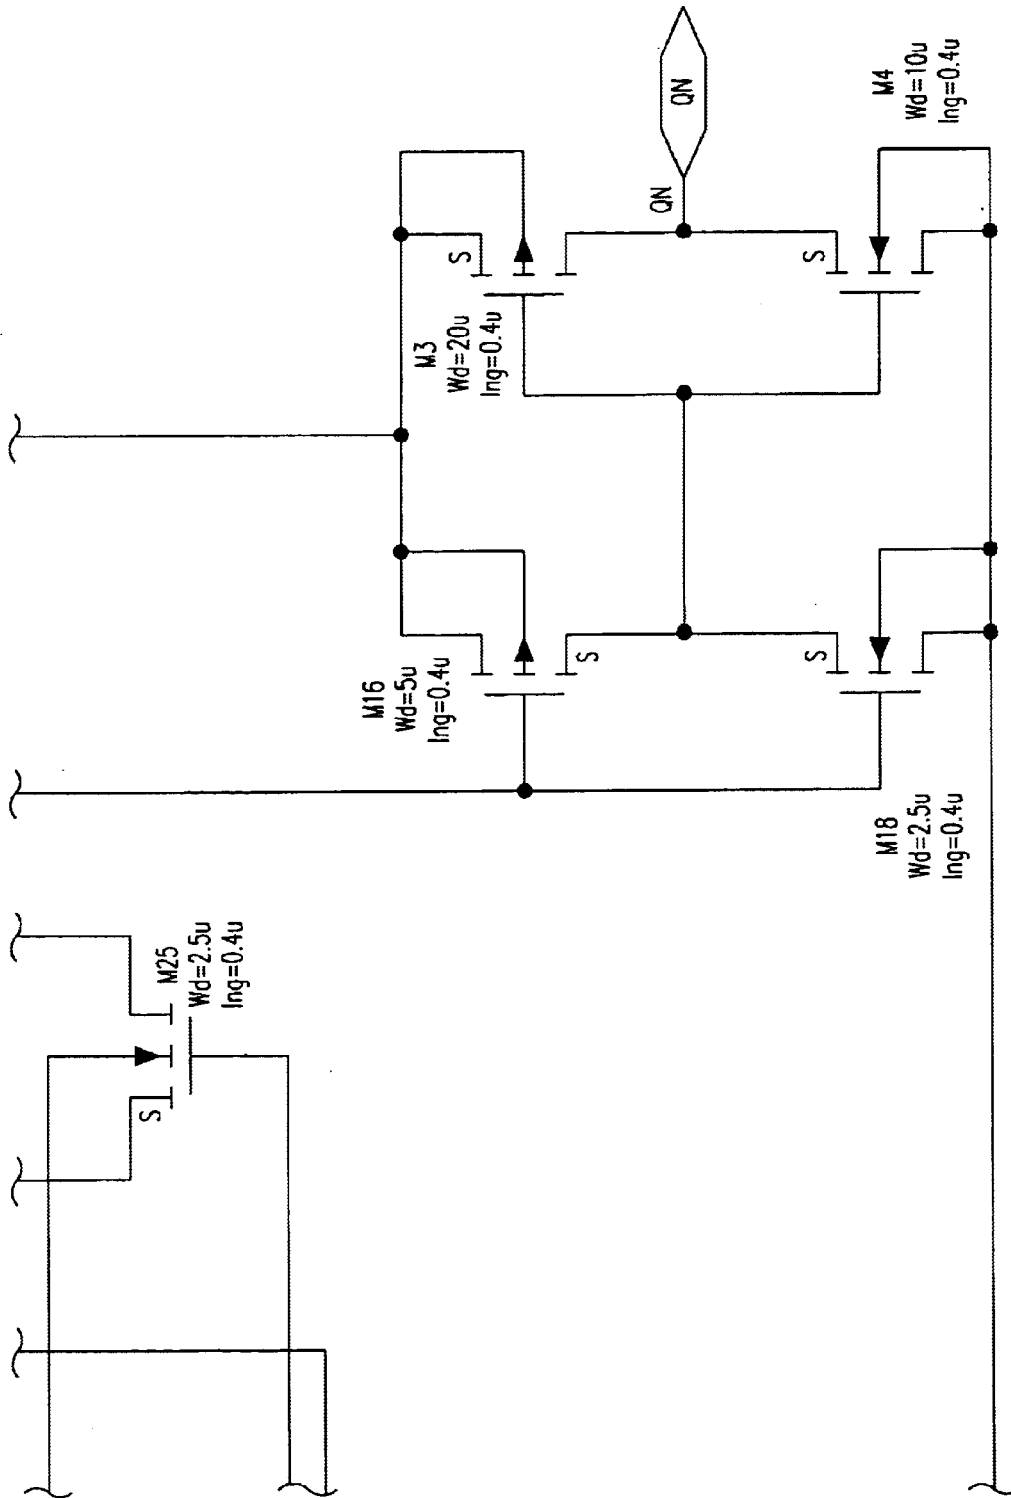 QN
QN
M4
Wd=10u
lng=0.4u
S
S
M3
Wd=20u
lng=0.4u
M16
Wd=5u
lng=0.4u
S
S
M18
Wd=2.5u
lng=0.4u
M25
Wd=2.5u
lng=0.4u
S